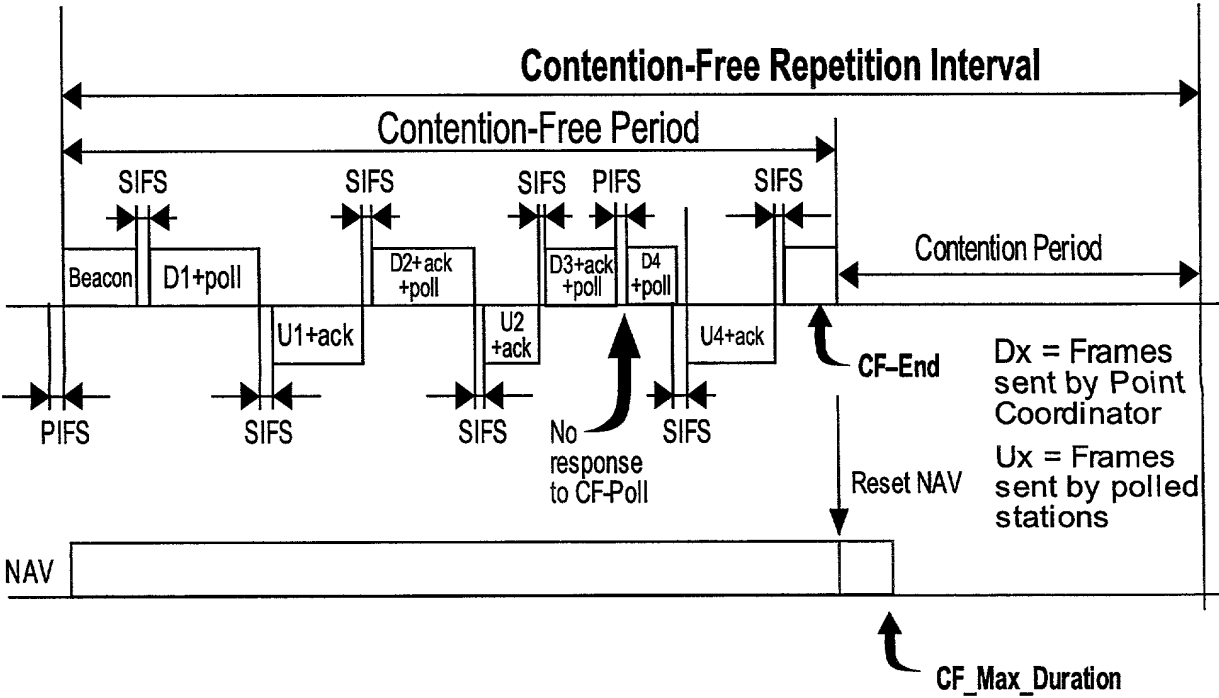 Contention-Free Repetition Interval
Contention-Free Period
SIFS
SIFS
SIFS
PIFS
SIFS
Beacon
D1+poll
D2+ack
+poll
D3+ack
+poll
D4
+poll
Contention Period
U1+ack
U2
+ack
U4+ack
CF–End
PIFS
SIFS
SIFS
No
response
to CF-Poll
SIFS
Dx = Frames
sent by Point
Coordinator
Ux = Frames
sent by polled
stations
Reset NAV
NAV
CF_Max_Duration